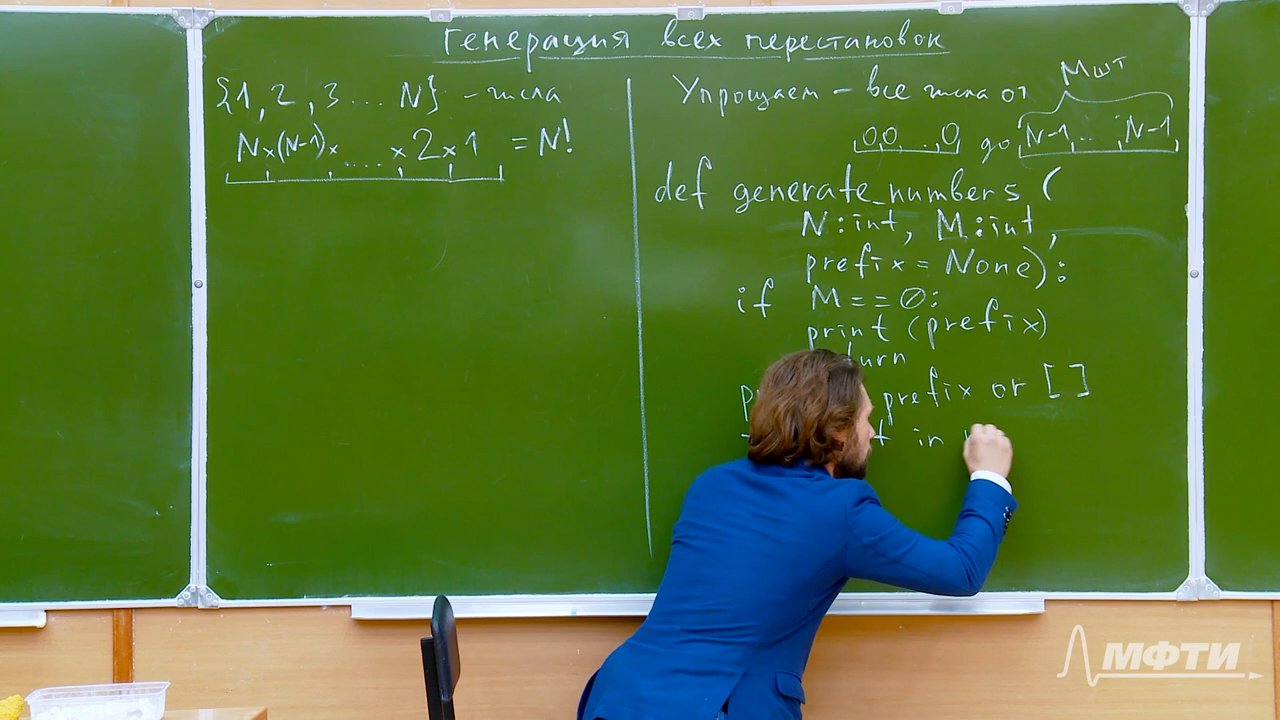 Генерация всех перестановок
{1, 2, 3 ... N} - числа
N×(N-1)× .... ×2×1 = N!
Упрощаем - все числа от
M шт
0,0,...,0 до N-1,...,N-1
def generate_numbers (
N:int, M:int,
prefix = None):
if M == 0:
print (prefix)
prefix or []
in
МФТИ